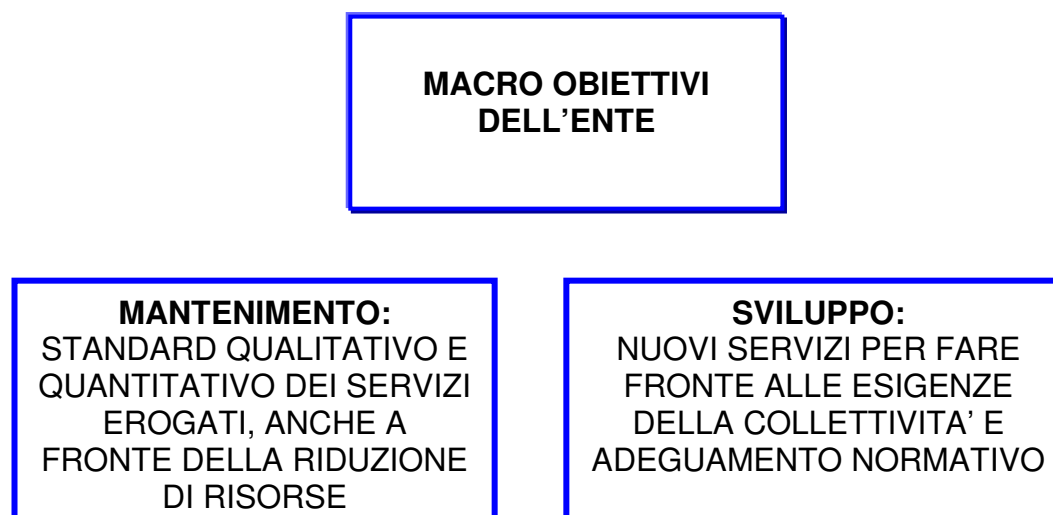 MACRO OBIETTIVI
DELL’ENTE
MANTENIMENTO:
STANDARD QUALITATIVO E
QUANTITATIVO DEI SERVIZI
EROGATI, ANCHE A
FRONTE DELLA RIDUZIONE
DI RISORSE
SVILUPPO:
NUOVI SERVIZI PER FARE
FRONTE ALLE ESIGENZE
DELLA COLLETTIVITA’ E
ADEGUAMENTO NORMATIVO